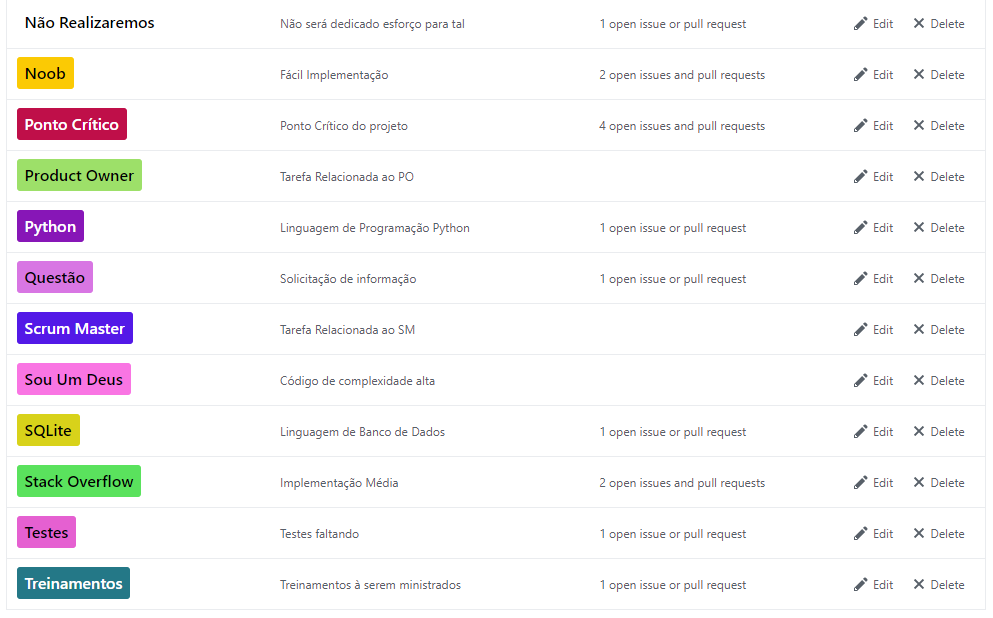 Não Realizaremos Não será dedicado esforço para tal 1 open issue or pull request Edit Delete
Noob Fácil Implementação 2 open issues and pull requests Edit Delete
Ponto Crítico Ponto Crítico do projeto 4 open issues and pull requests Edit Delete
Product Owner Tarefa Relacionada ao PO Edit Delete
Python Linguagem de Programação Python 1 open issue or pull request Edit Delete
Questão Solicitação de informação 1 open issue or pull request Edit Delete
Scrum Master Tarefa Relacionada ao SM Edit Delete
Sou Um Deus Código de complexidade alta Edit Delete
SQLite Linguagem de Banco de Dados 1 open issue or pull request Edit Delete
Stack Overflow Implementação Média 2 open issues and pull requests Edit Delete
Testes Testes faltando 1 open issue or pull request Edit Delete
Treinamentos Treinamentos à serem ministrados 1 open issue or pull request Edit Delete